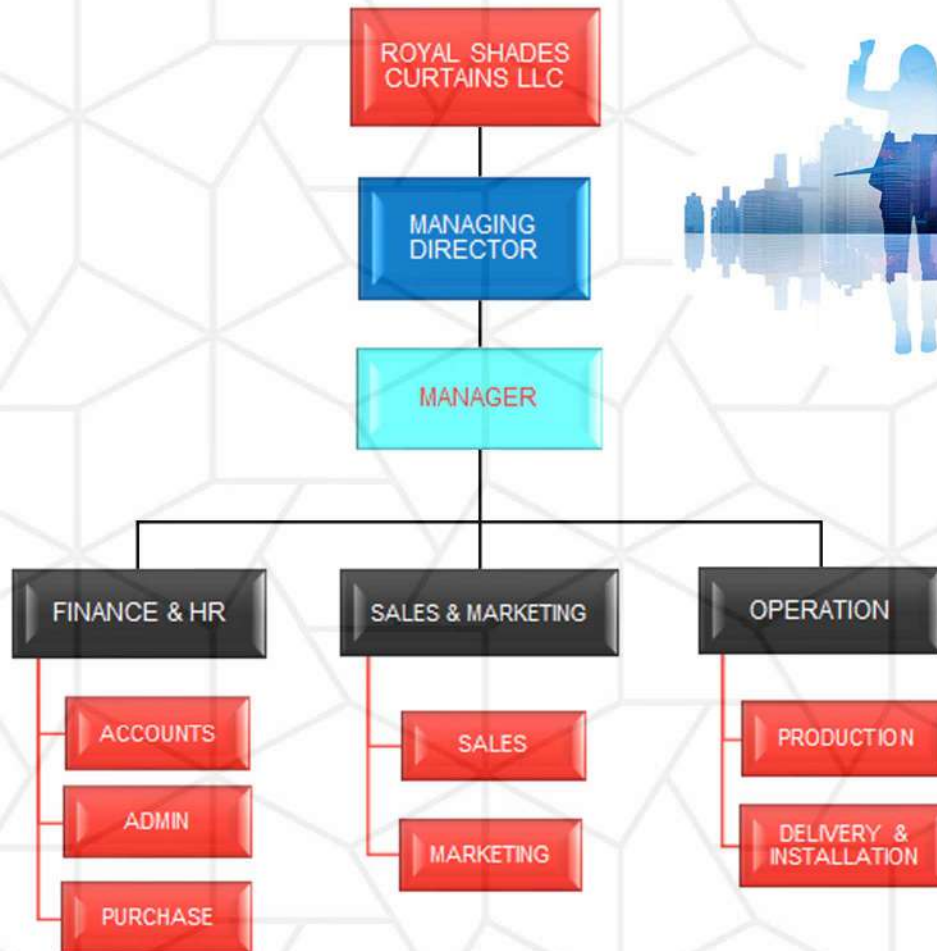 ROYAL SHADES
CURTAINS LLC
MANAGING
DIRECTOR
MANAGER
FINANCE & HR
SALES & MARKETING
OPERATION
ACCOUNTS
ADMIN
PURCHASE
SALES
MARKETING
PRODUCTION
DELIVERY &
INSTALLATION